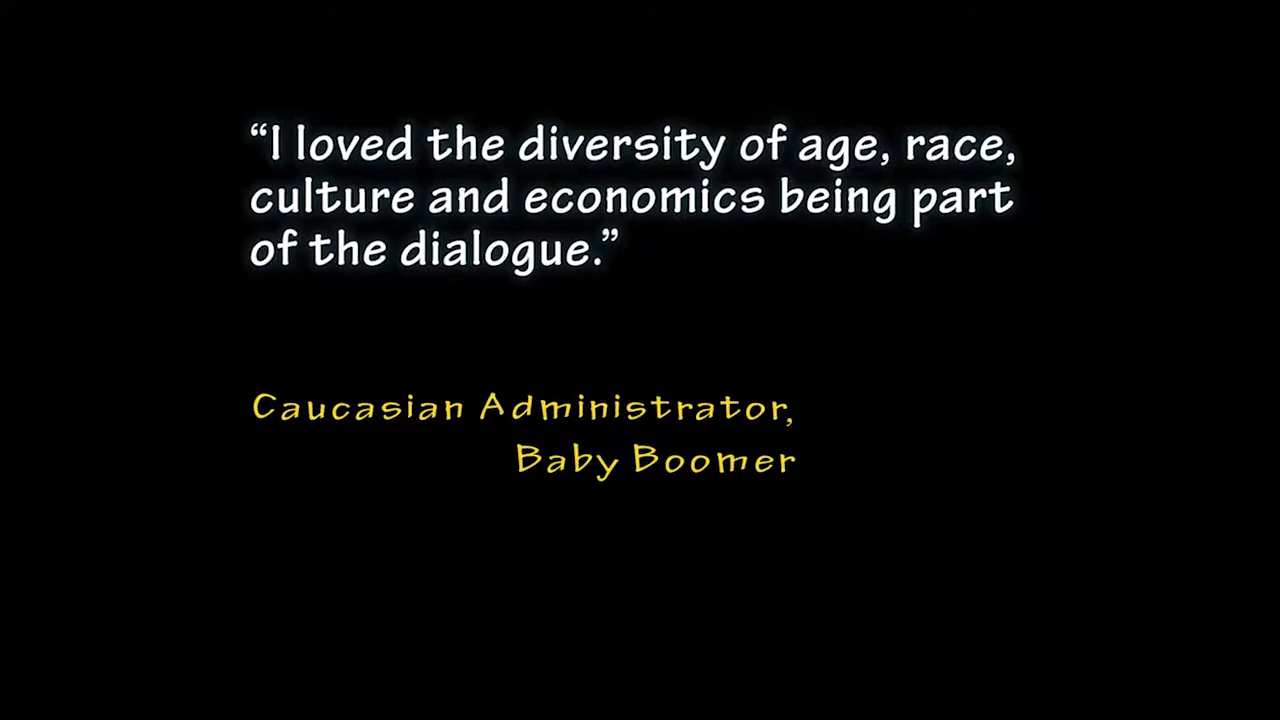 “I loved the diversity of age, race,
culture and economics being part
of the dialogue.”
Caucasian Administrator,
Baby Boomer